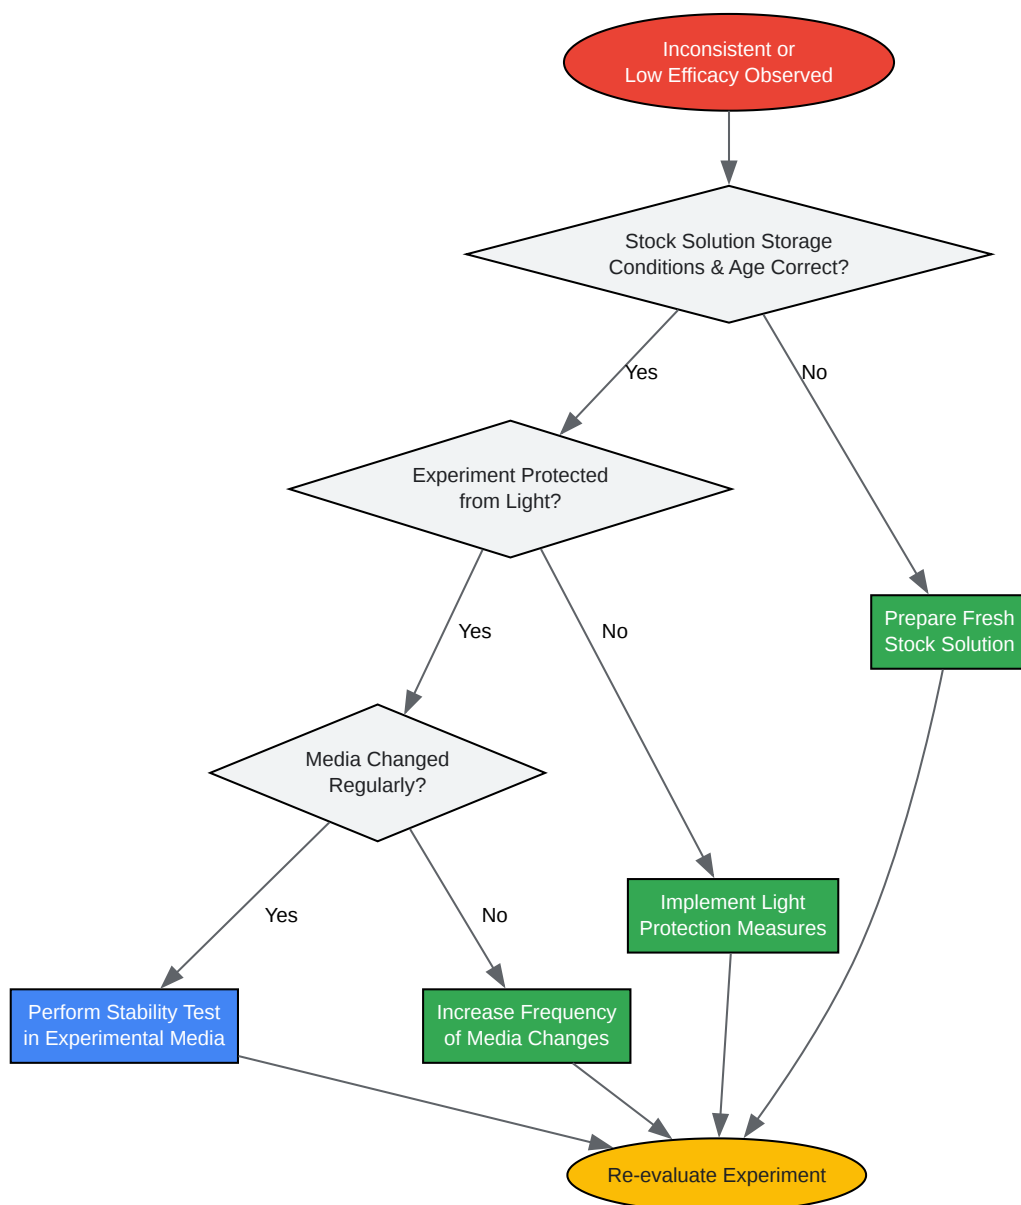 Inconsistent or
Low Efficacy Observed
Stock Solution Storage
Conditions & Age Correct?
Yes
No
Experiment Protected
from Light?
Yes
No
Prepare Fresh
Stock Solution
Media Changed
Regularly?
Yes
No
Implement Light
Protection Measures
Perform Stability Test
in Experimental Media
Increase Frequency
of Media Changes
Re-evaluate Experiment